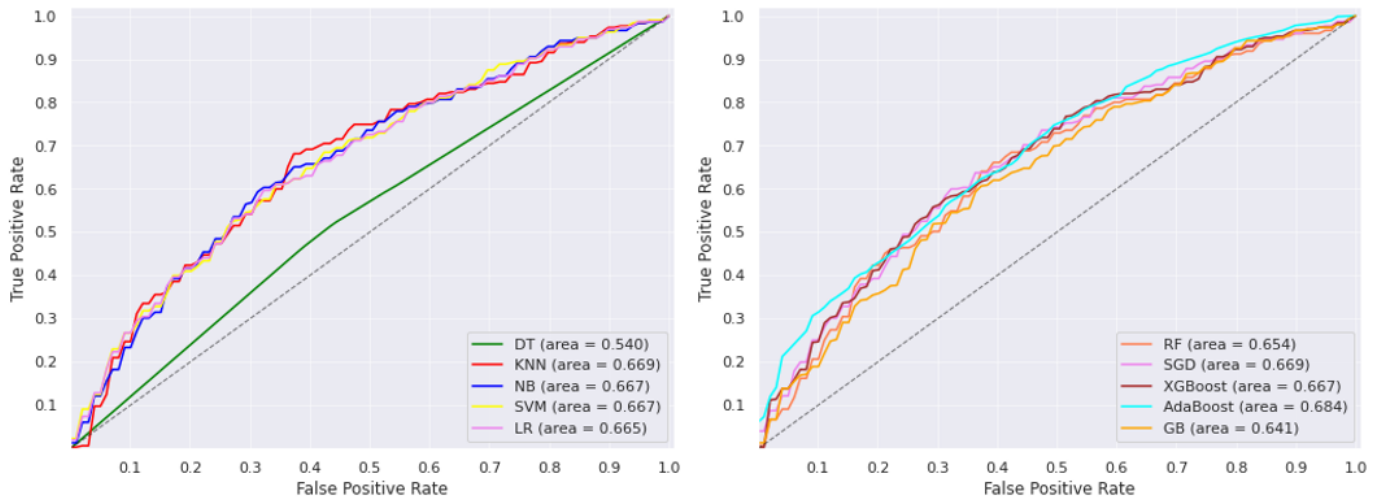 1.0
0.9
0.8
0.7
0.6
0.5
0.4
0.3
0.2
0.1
True Positive Rate
DT (area = 0.540)
KNN (area = 0.669)
NB (area = 0.667)
SVM (area = 0.667)
LR (area = 0.665)
0.1 0.2 0.3 0.4 0.5 0.6 0.7 0.8 0.9 1.0
False Positive Rate
1.0
0.9
0.8
0.7
0.6
0.5
0.4
0.3
0.2
0.1
True Positive Rate
RF (area = 0.654)
SGD (area = 0.669)
XGBoost (area = 0.667)
AdaBoost (area = 0.684)
GB (area = 0.641)
0.1 0.2 0.3 0.4 0.5 0.6 0.7 0.8 0.9 1.0
False Positive Rate